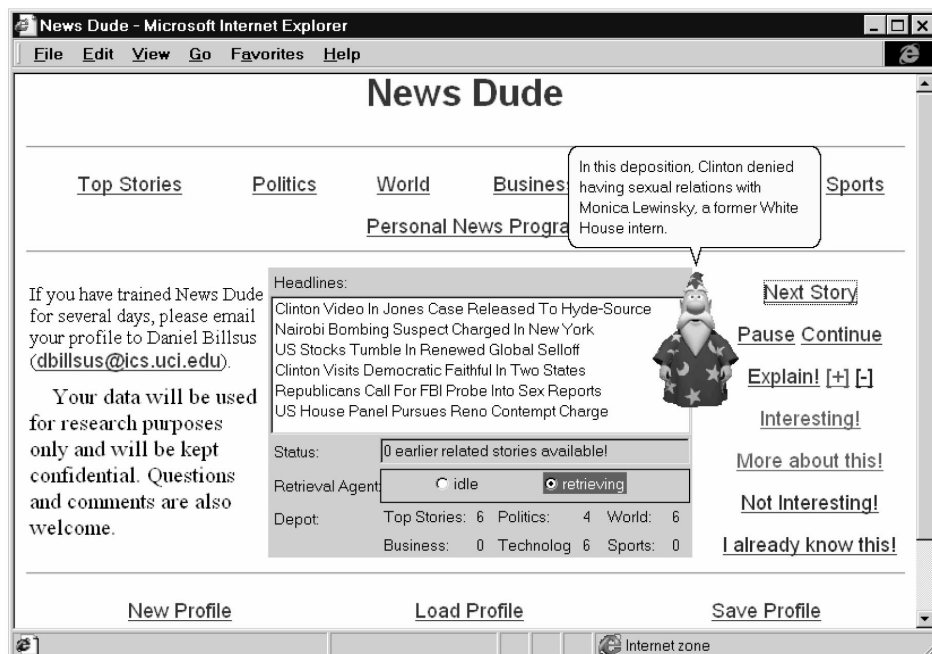 News Dude - Microsoft Internet Explorer
File Edit View Go Favorites Help
News Dude
Top Stories Politics World Business Sports
Personal News Progra
In this deposition, Clinton denied
having sexual relations with
Monica Lewinsky, a former White
House intern.
If you have trained News Dude
for several days, please email
your profile to Daniel Billsus
(dbillsus@ics.uci.edu).
Your data will be used
for research purposes
only and will be kept
confidential. Questions
and comments are also
welcome.
Headlines:
Clinton Video In Jones Case Released To Hyde-Source
Nairobi Bombing Suspect Charged In New York
US Stocks Tumble In Renewed Global Selloff
Clinton Visits Democratic Faithful In Two States
Republicans Call For FBI Probe Into Sex Reports
US House Panel Pursues Reno Contempt Charge
Status: 0 earlier related stories available!
Retrieval Agent: idle retrieving
Depot: Top Stories: 6 Politics: 4 World: 6
Business: 0 Technolog 6 Sports: 0
Next Story
Pause Continue
Explain! [+] [-]
Interesting!
More about this!
Not Interesting!
I already know this!
New Profile Load Profile Save Profile
Internet zone